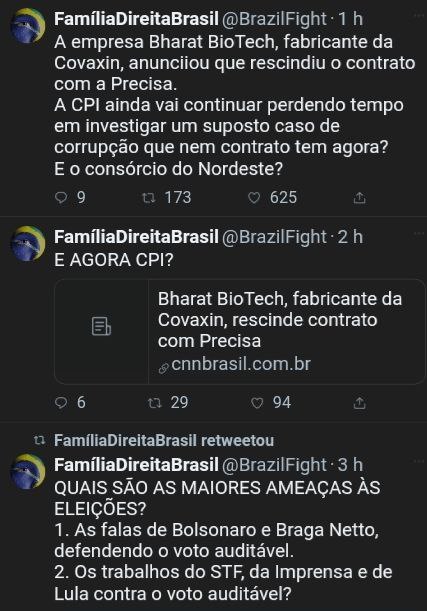 FamíliaDireitaBrasil @BrazilFight · 1 h
A empresa Bharat BioTech, fabricante da
Covaxin, anunciiou que rescindiu o contrato
com a Precisa.
A CPI ainda vai continuar perdendo tempo
em investigar um suposto caso de
corrupção que nem contrato tem agora?
E o consórcio do Nordeste?
9 173 625
FamíliaDireitaBrasil @BrazilFight · 2 h
E AGORA CPI?
Bharat BioTech, fabricante da
Covaxin, rescinde contrato
com Precisa
cnnbrasil.com.br
6 29 94
FamíliaDireitaBrasil retweetou
FamíliaDireitaBrasil @BrazilFight · 3 h
QUAIS SÃO AS MAIORES AMEAÇAS ÀS
ELEIÇÕES?
1. As falas de Bolsonaro e Braga Netto,
defendendo o voto auditável.
2. Os trabalhos do STF, da Imprensa e de
Lula contra o voto auditável?